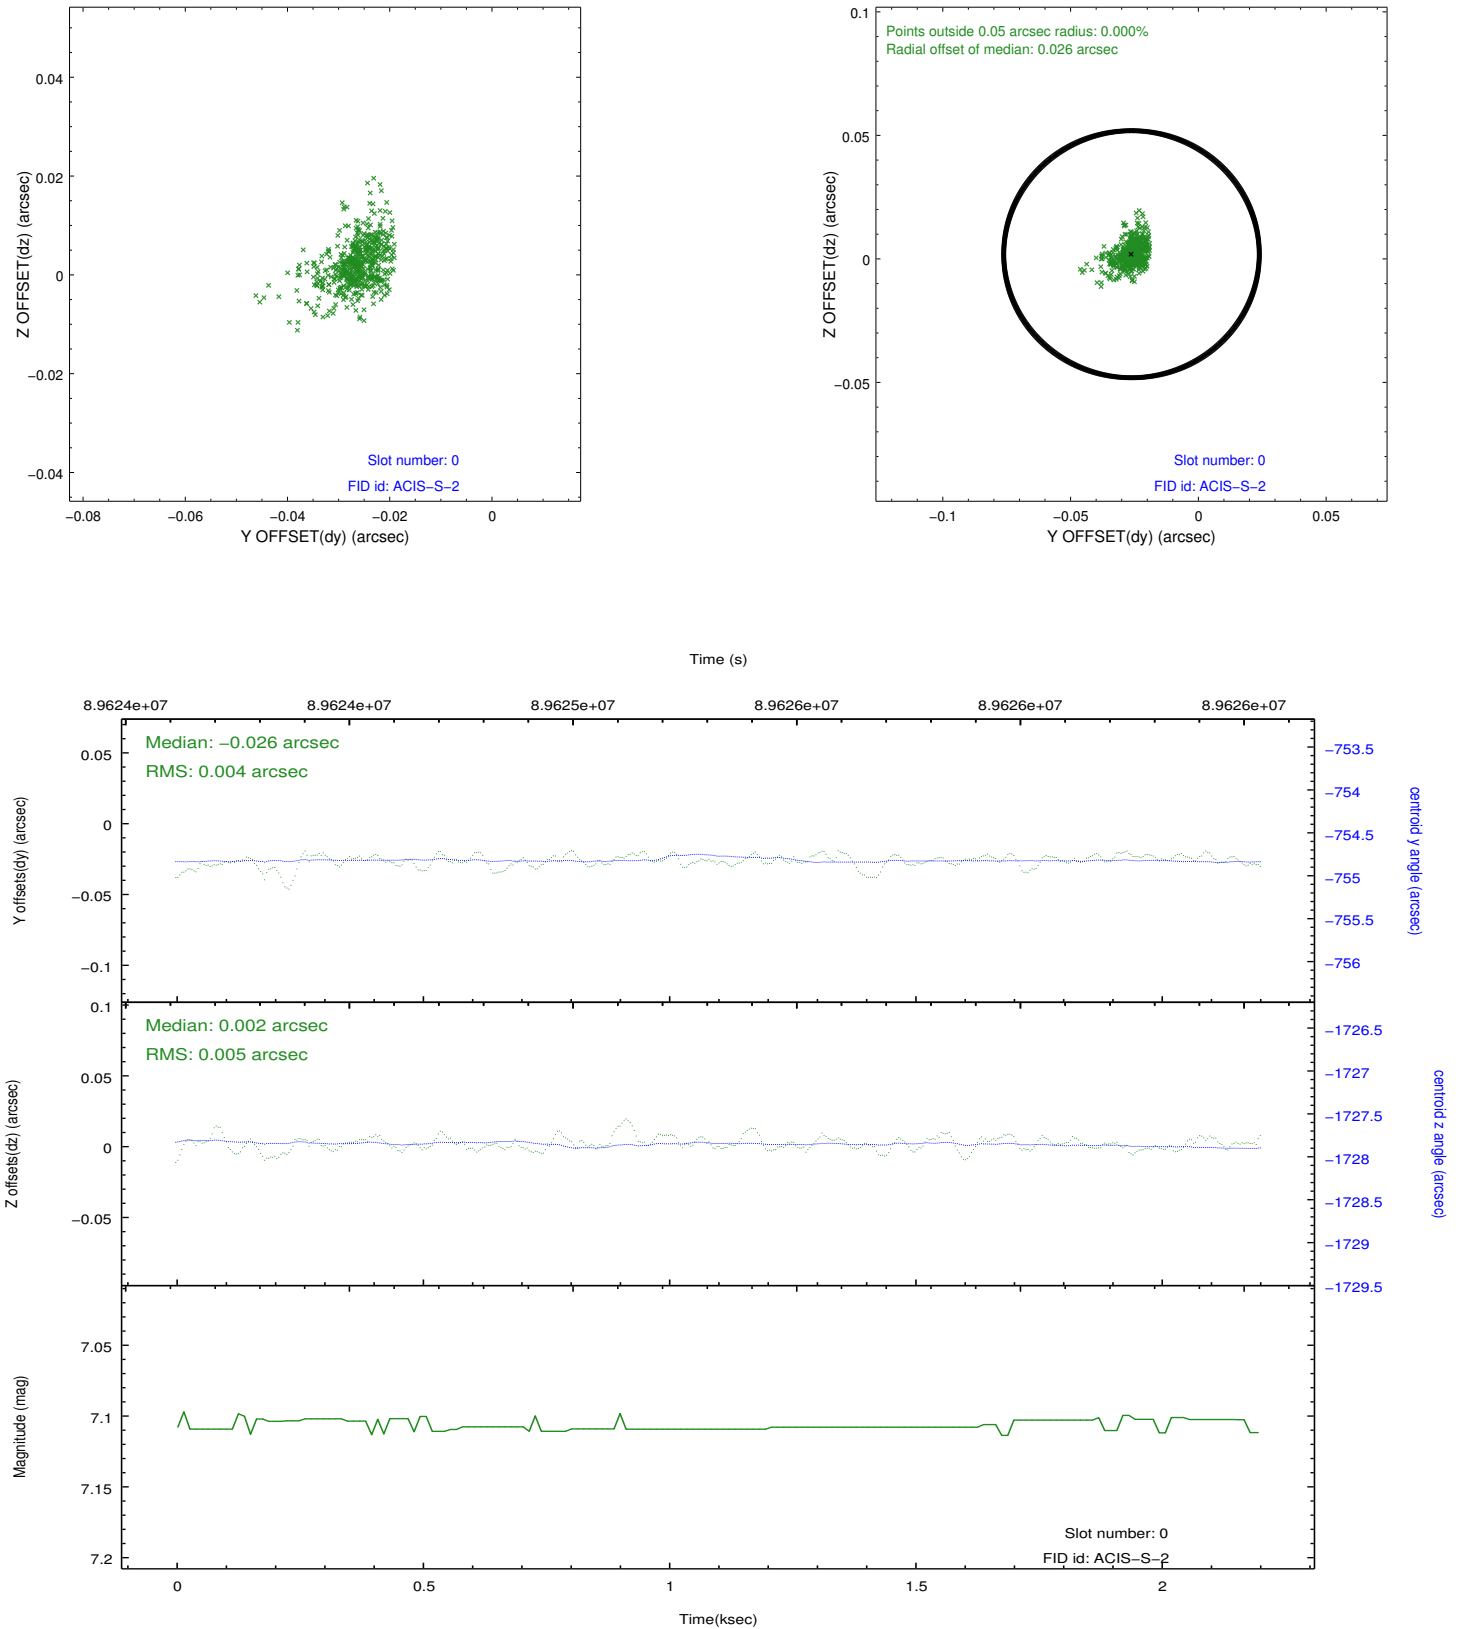 0.04
0.02
0
−0.02
−0.04
Z OFFSET(dz) (arcsec)
Slot number: 0
FID id: ACIS−S−2
−0.08
−0.06
−0.04
−0.02
0
Y OFFSET(dy) (arcsec)
0.1
0.05
0
−0.05
Z OFFSET(dz) (arcsec)
Points outside 0.05 arcsec radius: 0.000%
Radial offset of median: 0.026 arcsec
Slot number: 0
FID id: ACIS−S−2
−0.1
−0.05
0
0.05
Y OFFSET(dy) (arcsec)
Time (s)
8.9624e+07
8.9624e+07
8.9625e+07
8.9626e+07
8.9626e+07
8.9626e+07
Median: −0.026 arcsec
RMS: 0.004 arcsec
0.05
0
−0.05
−0.1
Y offsets(dy) (arcsec)
−753.5
−754
−754.5
−755
−755.5
−756
centroid y angle (arcsec)
Median: 0.002 arcsec
RMS: 0.005 arcsec
0.1
0.05
0
−0.05
Z offsets(dz) (arcsec)
−1726.5
−1727
−1727.5
−1728
−1728.5
−1729
−1729.5
centroid z angle (arcsec)
7.05
7.1
7.15
7.2
Magnitude (mag)
Slot number: 0
FID id: ACIS−S−2
0
0.5
1
1.5
2
Time(ksec)